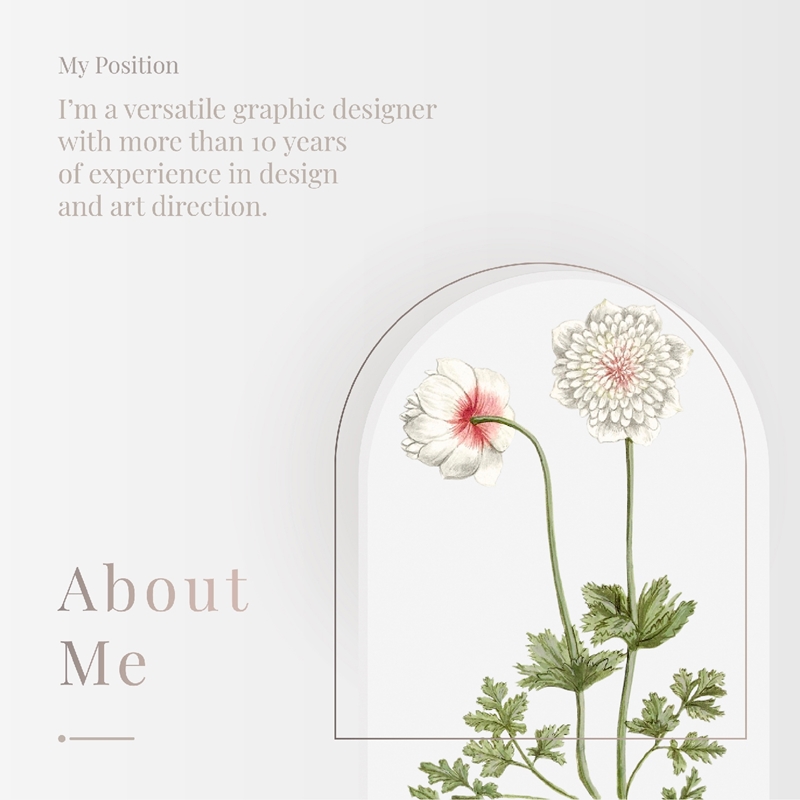 My Position
I’m a versatile graphic designer
with more than 10 years
of experience in design
and art direction.
About
Me